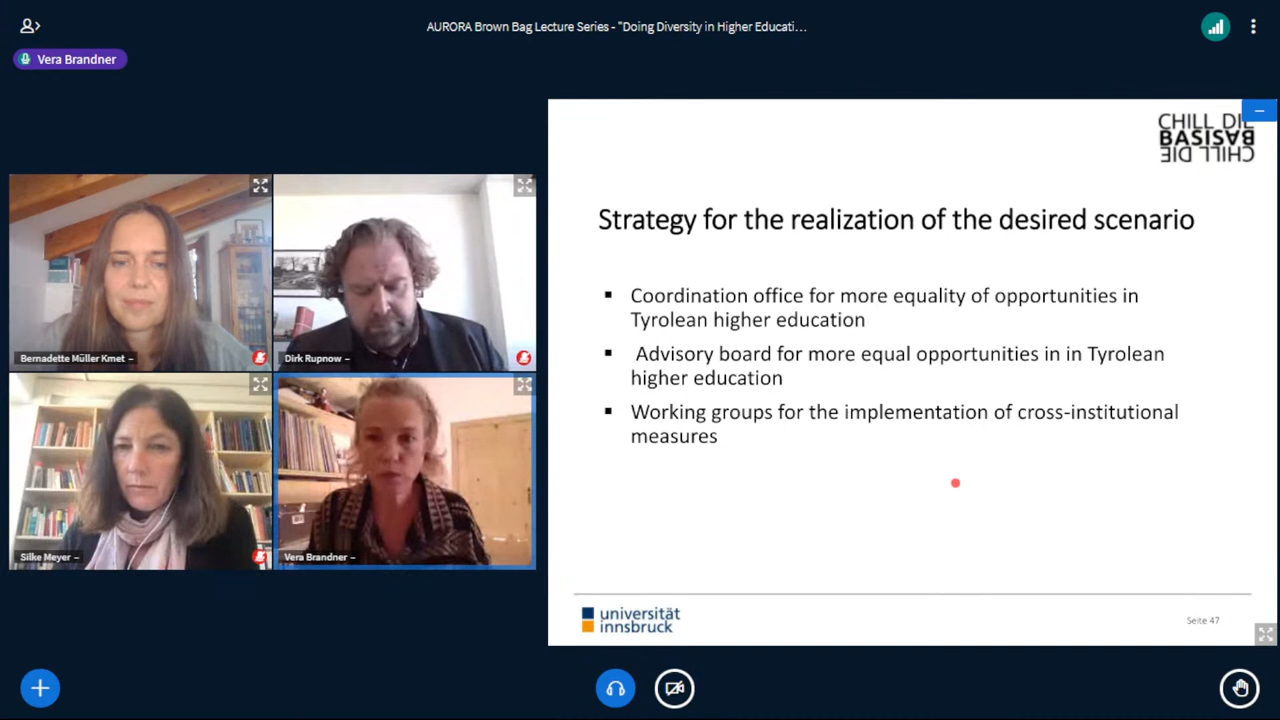 AURORA Brown Bag Lecture Series - "Doing Diversity in Higher Educati...
Vera Brandner
Bernadette Müller Kmet –
Dirk Rupnow –
Silke Meyer –
Vera Brandner –
CHILL DIE
BASIS
CHILL DIE
Strategy for the realization of the desired scenario
▪ Coordination office for more equality of opportunities in
Tyrolean higher education
▪ Advisory board for more equal opportunities in in Tyrolean
higher education
▪ Working groups for the implementation of cross-institutional
measures
universität
innsbruck
Seite 47